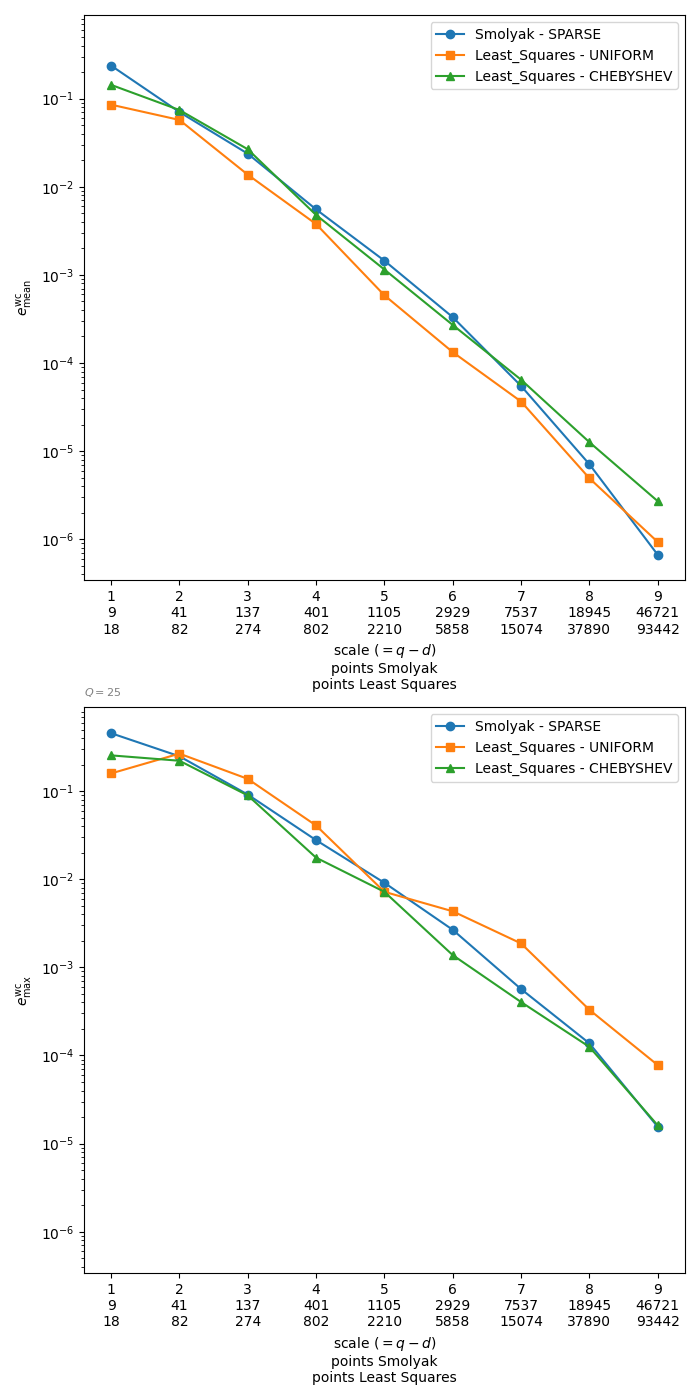 Smolyak - SPARSE
Least_Squares - UNIFORM
Least_Squares - CHEBYSHEV
10⁻¹
10⁻²
10⁻³
10⁻⁴
10⁻⁵
10⁻⁶
e^wc_mean
1 2 3 4 5 6 7 8 9
9 41 137 401 1105 2929 7537 18945 46721
18 82 274 802 2210 5858 15074 37890 93442
scale (= q − d)
points Smolyak
points Least Squares
Q = 25
Smolyak - SPARSE
Least_Squares - UNIFORM
Least_Squares - CHEBYSHEV
10⁻¹
10⁻²
10⁻³
10⁻⁴
10⁻⁵
10⁻⁶
e^wc_max
1 2 3 4 5 6 7 8 9
9 41 137 401 1105 2929 7537 18945 46721
18 82 274 802 2210 5858 15074 37890 93442
scale (= q − d)
points Smolyak
points Least Squares